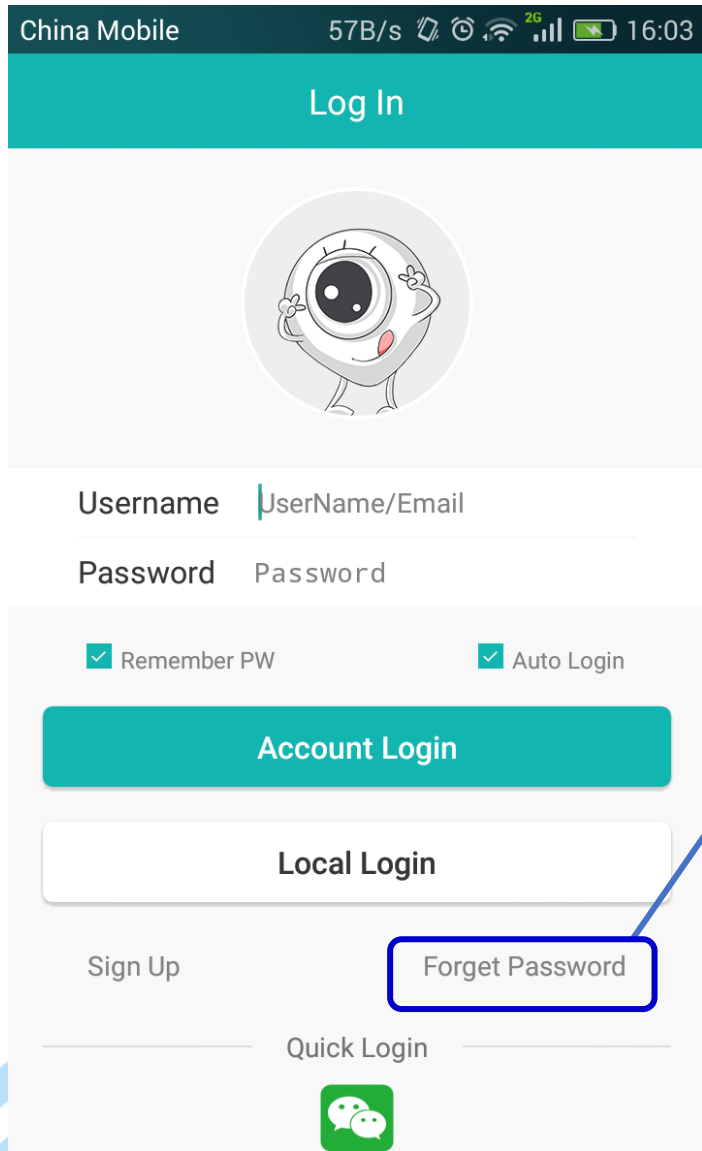 China Mobile 57B/s 2G 16:03
Log In
Username UserName/Email
Password Password
Remember PW Auto Login
Account Login
Local Login
Sign Up Forget Password
Quick Login